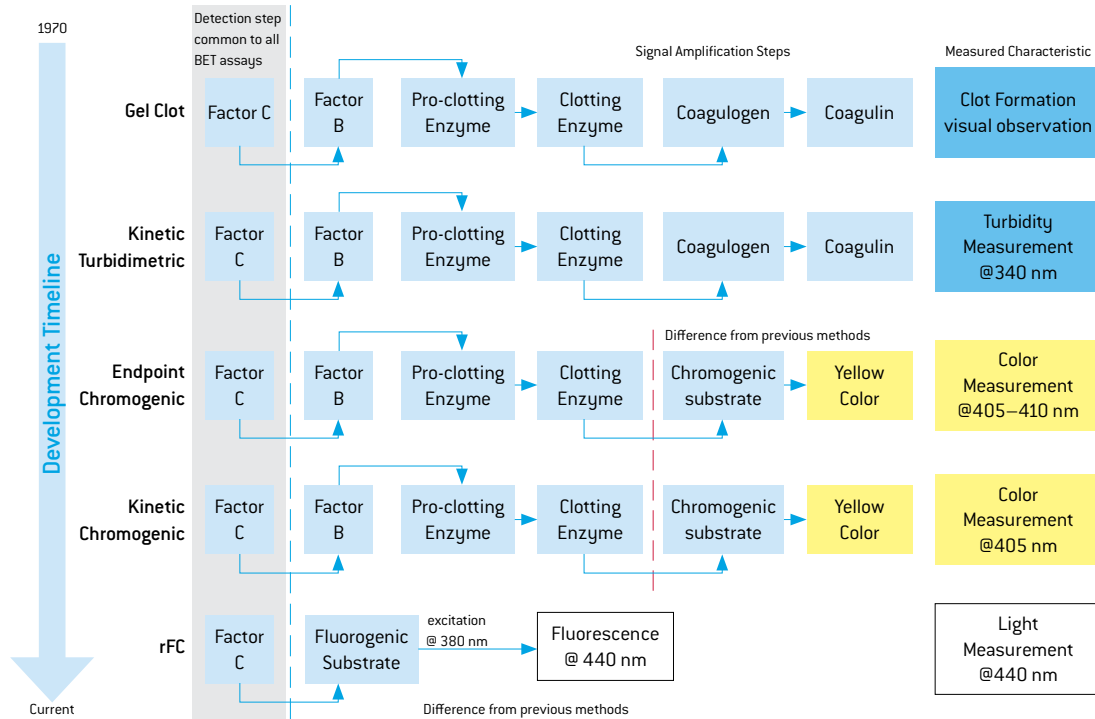 1970
Development Timeline
Current
Detection step
common to all
BET assays
Signal Amplification Steps
Measured Characteristic
Gel Clot
Factor C
Factor
B
Pro-clotting
Enzyme
Clotting
Enzyme
Coagulogen
Coagulin
Clot Formation
visual observation
Kinetic
Turbidimetric
Factor
C
Factor
B
Pro-clotting
Enzyme
Clotting
Enzyme
Coagulogen
Coagulin
Turbidity
Measurement
@340 nm
Difference from previous methods
Endpoint
Chromogenic
Factor
C
Factor
B
Pro-clotting
Enzyme
Clotting
Enzyme
Chromogenic
substrate
Yellow
Color
Color
Measurement
@405–410 nm
Kinetic
Chromogenic
Factor
C
Factor
B
Pro-clotting
Enzyme
Clotting
Enzyme
Chromogenic
substrate
Yellow
Color
Color
Measurement
@405 nm
rFC
Factor
C
Fluorogenic
Substrate
excitation
@ 380 nm
Fluorescence
@ 440 nm
Light
Measurement
@440 nm
Difference from previous methods